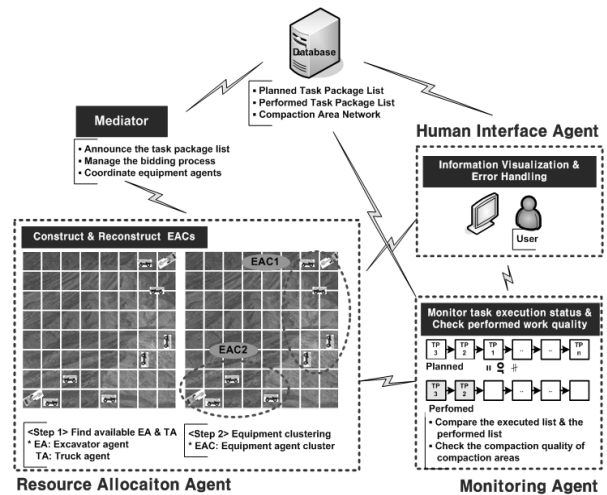 Database
▪ Planned Task Package List
▪ Performed Task Package List
▪ Compaction Area Network
Mediator
▪ Announce the task package list
▪ Manage the bidding process
▪ Coordinate equipment agents
Human Interface Agent
Information Visualization &
Error Handling
User
Construct & Reconstruct EACs
EAC1
EAC2
<Step 1> Find available EA & TA
* EA: Excavator agent
TA: Truck agent
<Step 2> Equipment clustering
* EAC: Equipment agent cluster
Resource Allocaiton Agent
Monitor task execution status &
Check performed work quality
TP 3 TP 2 TP 1 .. .. TP n
Planned
= or ≠
TP 3 TP 2
Perfomed
▪ Compare the executed list & the
performed list
▪ Check the compaction quality of
compaction areas
Monitoring Agent